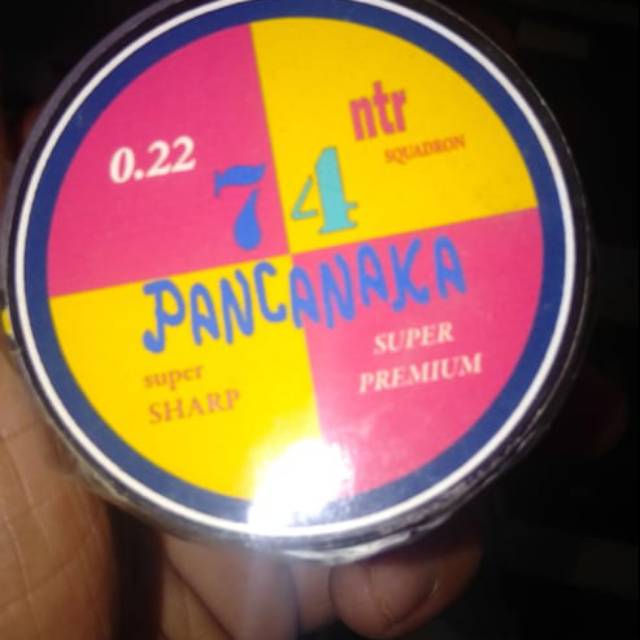 0.22
ntr
SQUADRON
74
PANCANAKA
super
SHARP
SUPER
PREMIUM